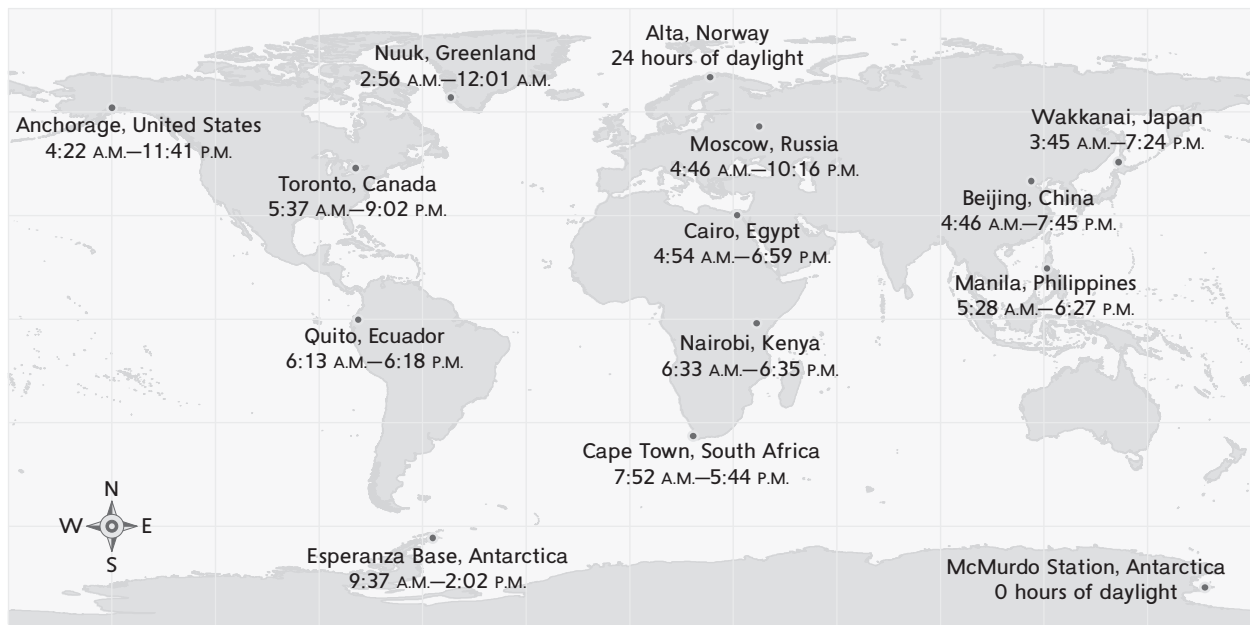 Alta, Norway
24 hours of daylight
Nuuk, Greenland
2:56 A.M.—12:01 A.M.
Anchorage, United States
4:22 A.M.—11:41 P.M.
Wakkanai, Japan
3:45 A.M.—7:24 P.M.
Moscow, Russia
4:46 A.M.—10:16 P.M.
Toronto, Canada
5:37 A.M.—9:02 P.M.
Beijing, China
4:46 A.M.—7:45 P.M.
Cairo, Egypt
4:54 A.M.—6:59 P.M.
Manila, Philippines
5:28 A.M.—6:27 P.M.
Quito, Ecuador
6:13 A.M.—6:18 P.M.
Nairobi, Kenya
6:33 A.M.—6:35 P.M.
Cape Town, South Africa
7:52 A.M.—5:44 P.M.
N
W E
S
Esperanza Base, Antarctica
9:37 A.M.—2:02 P.M.
McMurdo Station, Antarctica
0 hours of daylight